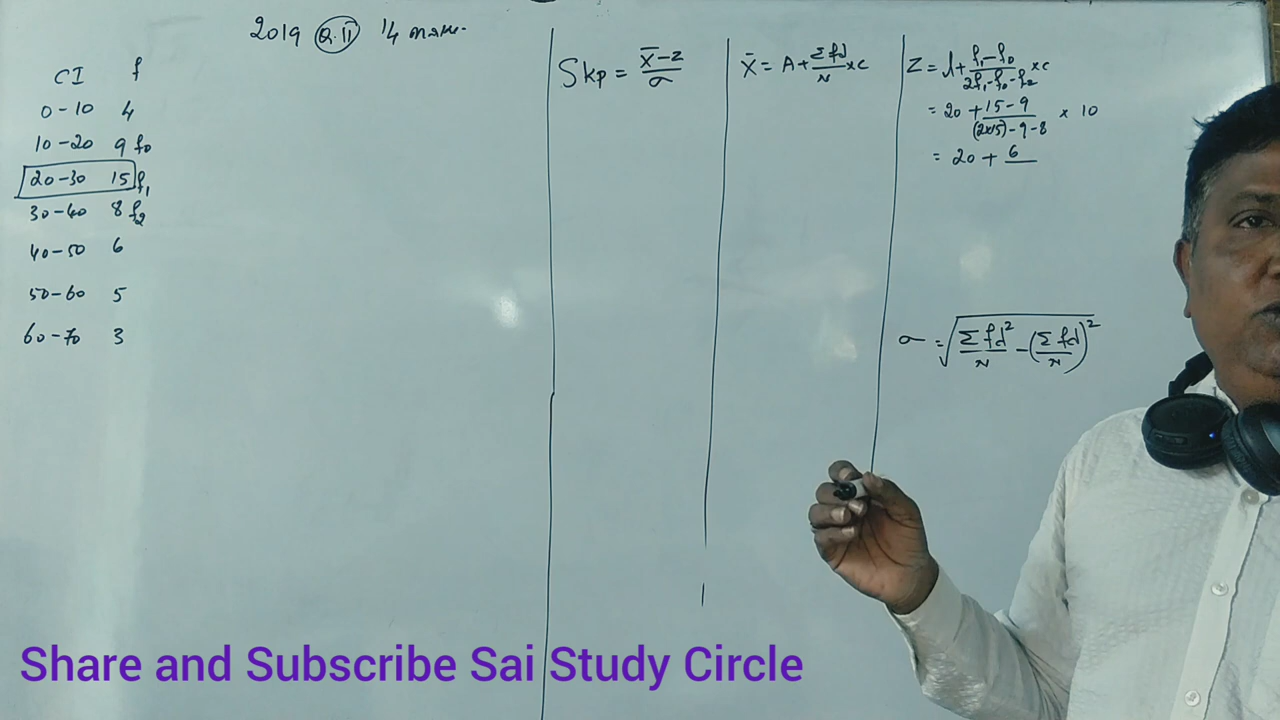 2019 Q.II 14 mark.
CI f
0-10 4
10-20 9 f₀
20-30 15 f₁
30-40 8 f₂
40-50 6
50-60 5
60-70 3
Skp = (x̄-z)/σ
x̄ = A + Σfd/N × c
Z = l + (f₁-f₀)/(2f₁-f₀-f₂) × c
= 20 + (15-9)/((2×15)-9-8) × 10
= 20 + 6/
σ = √(Σfd²/N - (Σfd/N)²)
Share and Subscribe Sai Study Circle